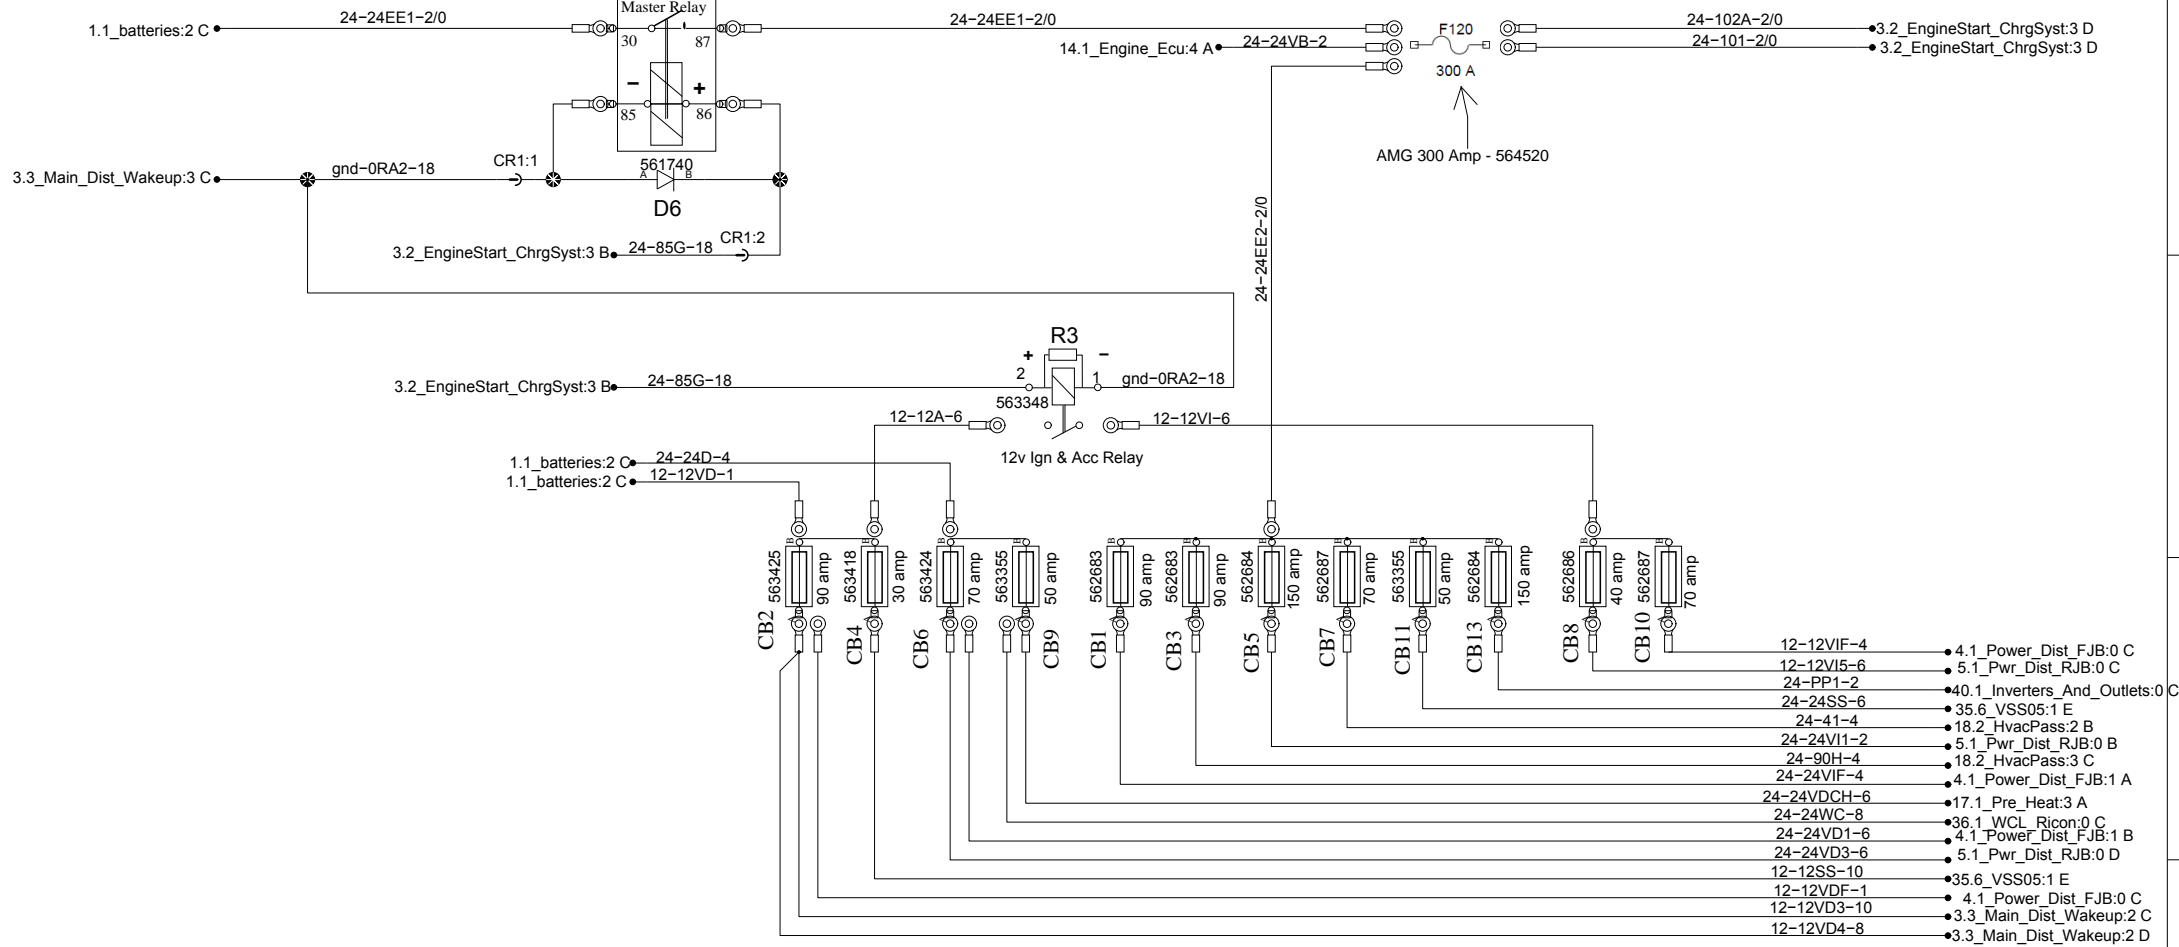 Master Relay
24-24EE1-2/0
24-24EE1-2/0
24-102A-2/0
1.1_batteries:2 C
30
87
F120
3.2_EngineStart_ChrgSyst:3 D
14.1_Engine_Ecu:4 A
24-24VB-2
24-101-2/0
3.2_EngineStart_ChrgSyst:3 D
300 A
-
+
85
86
AMG 300 Amp - 564520
CR1:1
561740
gnd-0RA2-18
3.3_Main_Dist_Wakeup:3 C
A
B
D6
24-24EE2-2/0
CR1:2
3.2_EngineStart_ChrgSyst:3 B
24-85G-18
R3
+
-
3.2_EngineStart_ChrgSyst:3 B
24-85G-18
2
1
gnd-0RA2-18
563348
12-12A-6
12-12VI-6
12v Ign & Acc Relay
1.1_batteries:2 C
24-24D-4
1.1_batteries:2 C
12-12VD-1
B
B
B
B
B
B
B
B
563425
90 amp
563418
30 amp
563424
70 amp
563355
50 amp
562683
90 amp
562683
90 amp
562684
150 amp
562687
70 amp
563355
50 amp
562684
150 amp
562686
40 amp
562687
70 amp
CB2
CB4
CB6
CB9
CB1
CB3
CB5
CB7
CB11
CB13
CB8
CB10
12-12VIF-4
4.1_Power_Dist_FJB:0 C
12-12VI5-6
5.1_Pwr_Dist_RJB:0 C
24-PP1-2
40.1_Inverters_And_Outlets:0 C
24-24SS-6
35.6_VSS05:1 E
24-41-4
18.2_HvacPass:2 B
24-24VI1-2
5.1_Pwr_Dist_RJB:0 B
24-90H-4
18.2_HvacPass:3 C
24-24VIF-4
4.1_Power_Dist_FJB:1 A
24-24VDCH-6
17.1_Pre_Heat:3 A
24-24WC-8
36.1_WCL_Ricon:0 C
24-24VD1-6
4.1_Power_Dist_FJB:1 B
24-24VD3-6
5.1_Pwr_Dist_RJB:0 D
12-12SS-10
35.6_VSS05:1 E
12-12VDF-1
4.1_Power_Dist_FJB:0 C
12-12VD3-10
3.3_Main_Dist_Wakeup:2 C
12-12VD4-8
3.3_Main_Dist_Wakeup:2 D